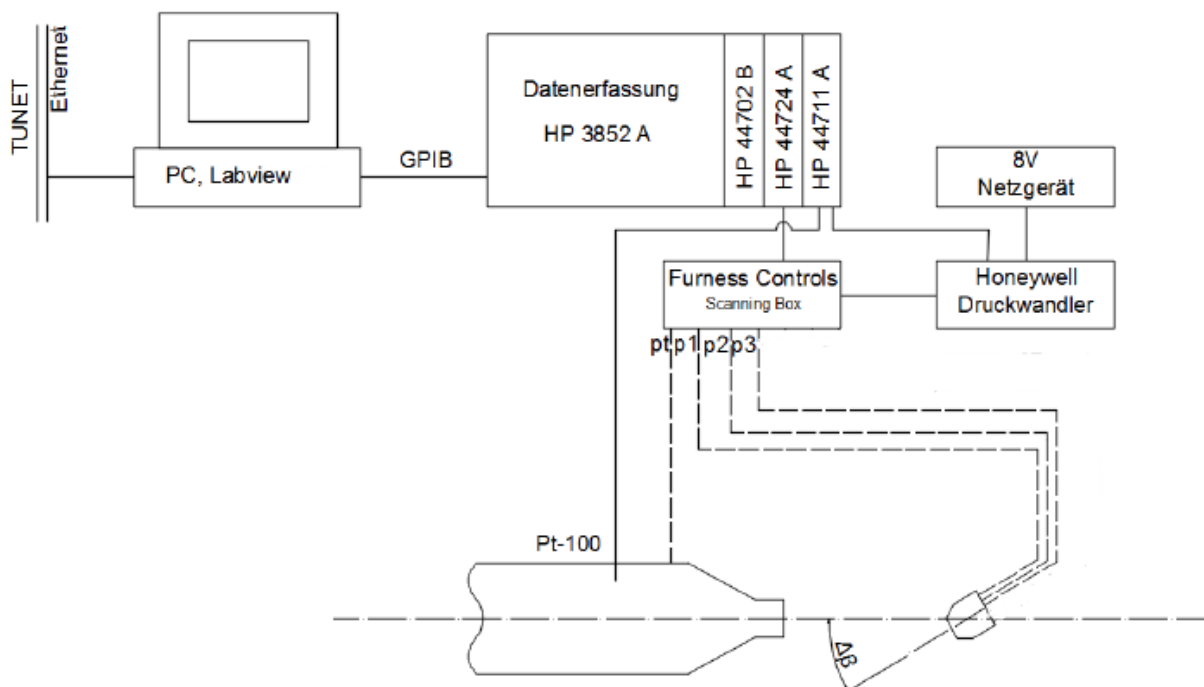 TUNET
Ethernet
PC, Labview
GPIB
Datenerfassung
HP 3852 A
HP 44702 B
HP 44724 A
HP 44711 A
8V
Netzgerät
Furness Controls
Scanning Box
Honeywell
Druckwandler
pt p1 p2 p3
Pt-100
Δβ